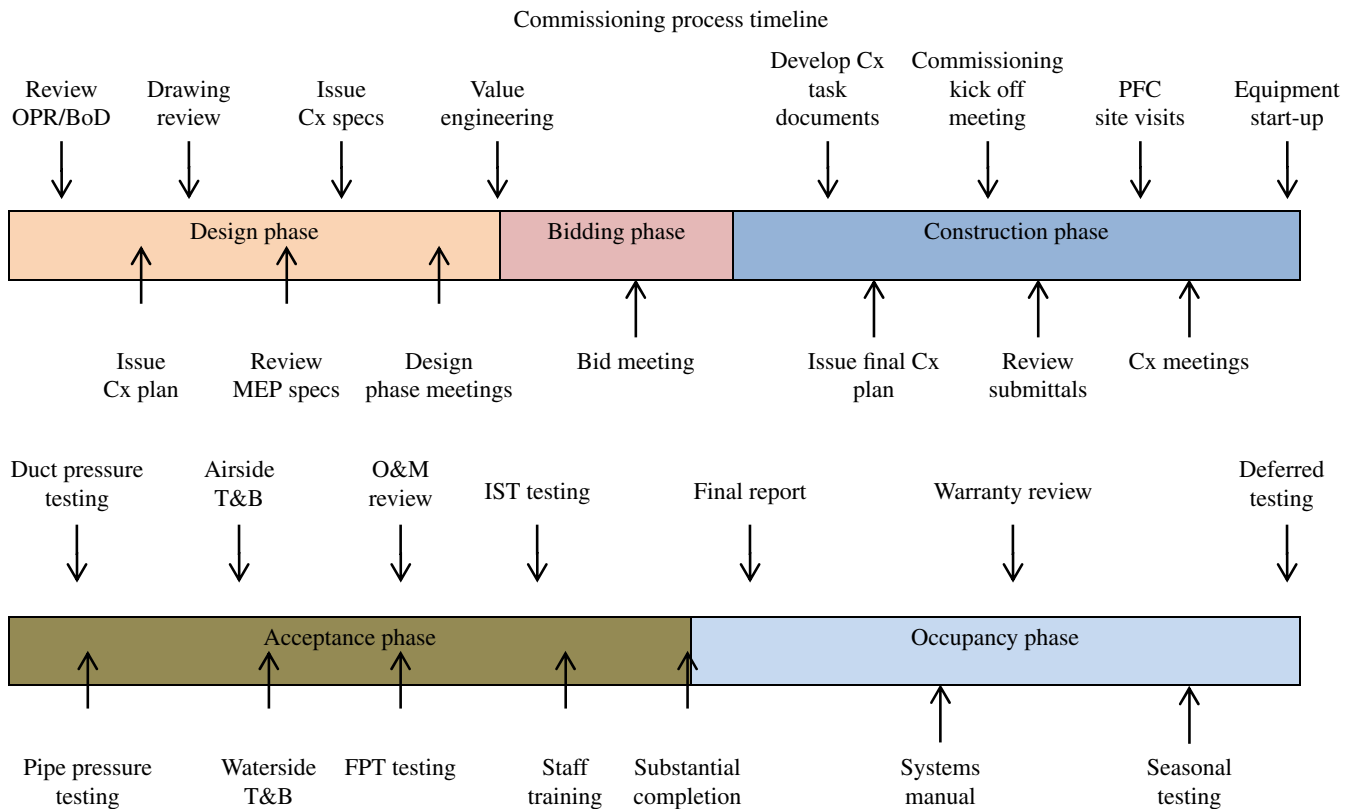 Commissioning process timeline
Review
OPR/BoD
Drawing
review
Issue
Cx specs
Value
engineering
Develop Cx
task
documents
Commissioning
kick off
meeting
PFC
site visits
Equipment
start-up
Design phase
Bidding phase
Construction phase
Issue
Cx plan
Review
MEP specs
Design
phase meetings
Bid meeting
Issue final Cx
plan
Review
submittals
Cx meetings
Duct pressure
testing
Airside
T&B
O&M
review
IST testing
Final report
Warranty review
Deferred
testing
Acceptance phase
Occupancy phase
Pipe pressure
testing
Waterside
T&B
FPT testing
Staff
training
Substantial
completion
Systems
manual
Seasonal
testing